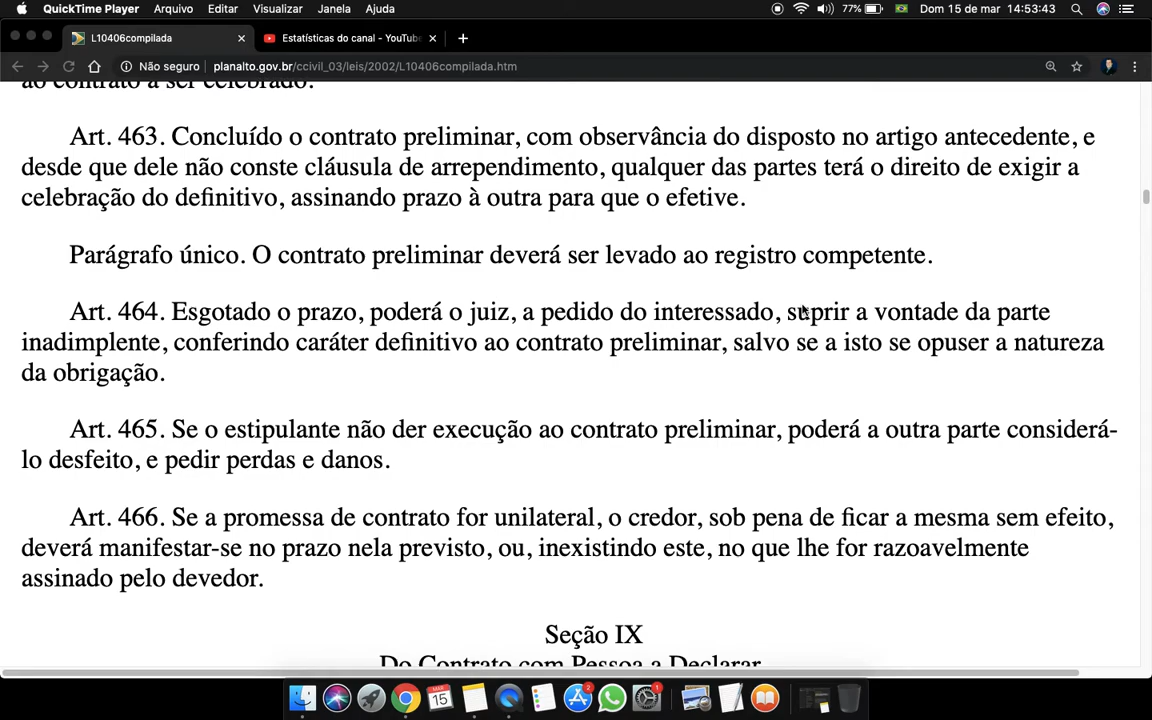 QuickTime Player Arquivo Editar Visualizar Janela Ajuda 77% Dom 15 de mar 14:53:43
L10406compilada Estatísticas do canal - YouTube
Não seguro planalto.gov.br/ccivil_03/leis/2002/L10406compilada.htm
ao contrato a ser celebrado.
Art. 463. Concluído o contrato preliminar, com observância do disposto no artigo antecedente, e
desde que dele não conste cláusula de arrependimento, qualquer das partes terá o direito de exigir a
celebração do definitivo, assinando prazo à outra para que o efetive.
Parágrafo único. O contrato preliminar deverá ser levado ao registro competente.
Art. 464. Esgotado o prazo, poderá o juiz, a pedido do interessado, suprir a vontade da parte
inadimplente, conferindo caráter definitivo ao contrato preliminar, salvo se a isto se opuser a natureza
da obrigação.
Art. 465. Se o estipulante não der execução ao contrato preliminar, poderá a outra parte considerá-
lo desfeito, e pedir perdas e danos.
Art. 466. Se a promessa de contrato for unilateral, o credor, sob pena de ficar a mesma sem efeito,
deverá manifestar-se no prazo nela previsto, ou, inexistindo este, no que lhe for razoavelmente
assinado pelo devedor.
Seção IX
Do Contrato com Pessoa a Declarar
MAR
15
2
1